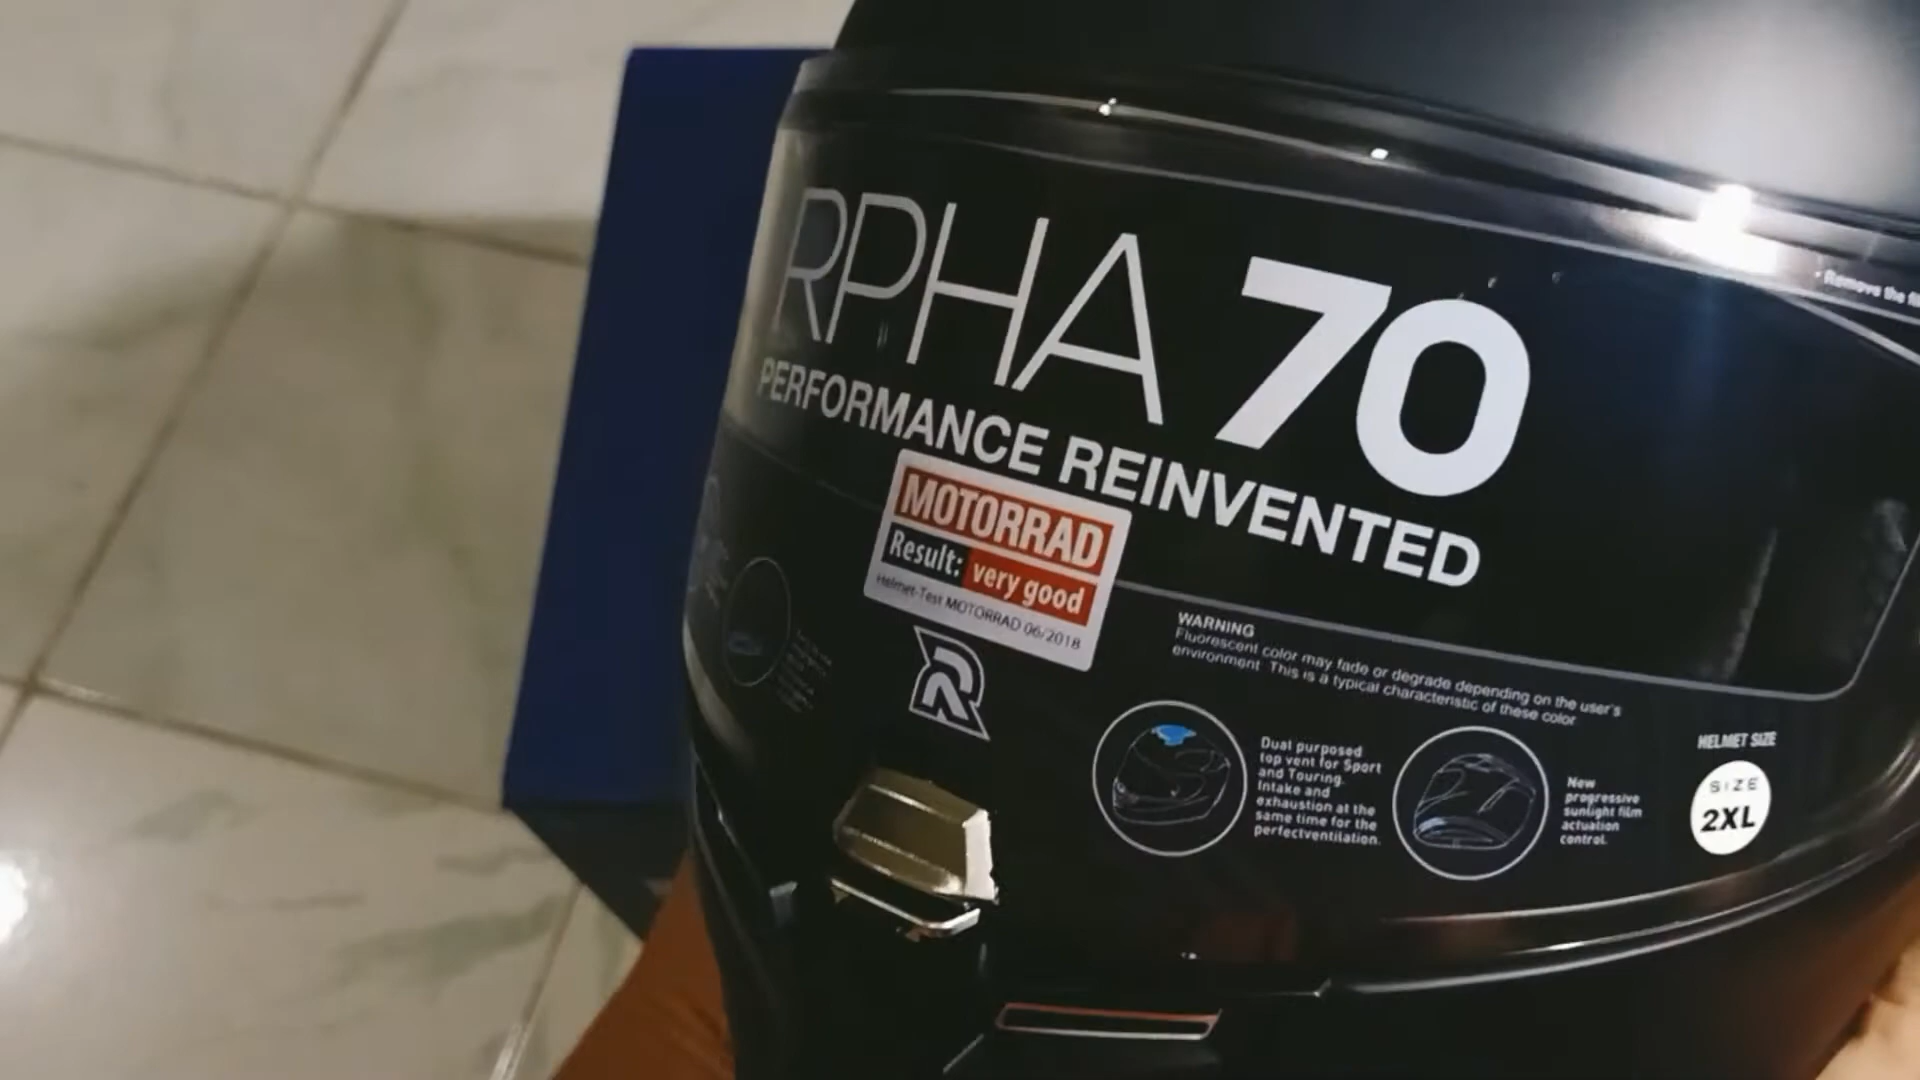 Remove the
RPHA 70
PERFORMANCE REINVENTED
MOTORRAD
Result: very good
Helmet-Test MOTORRAD 06/2018
WARNING
Fluorescent color may fade or degrade depending on the user's
environment This is a typical characteristic of these color
Dual purposed
top vent for Sport
and Touring.
Intake and
exhaustion at the
same time for the
perfectventilation.
New
progressive
sunlight film
actuation
control.
HELMET SIZE
SIZE
2XL